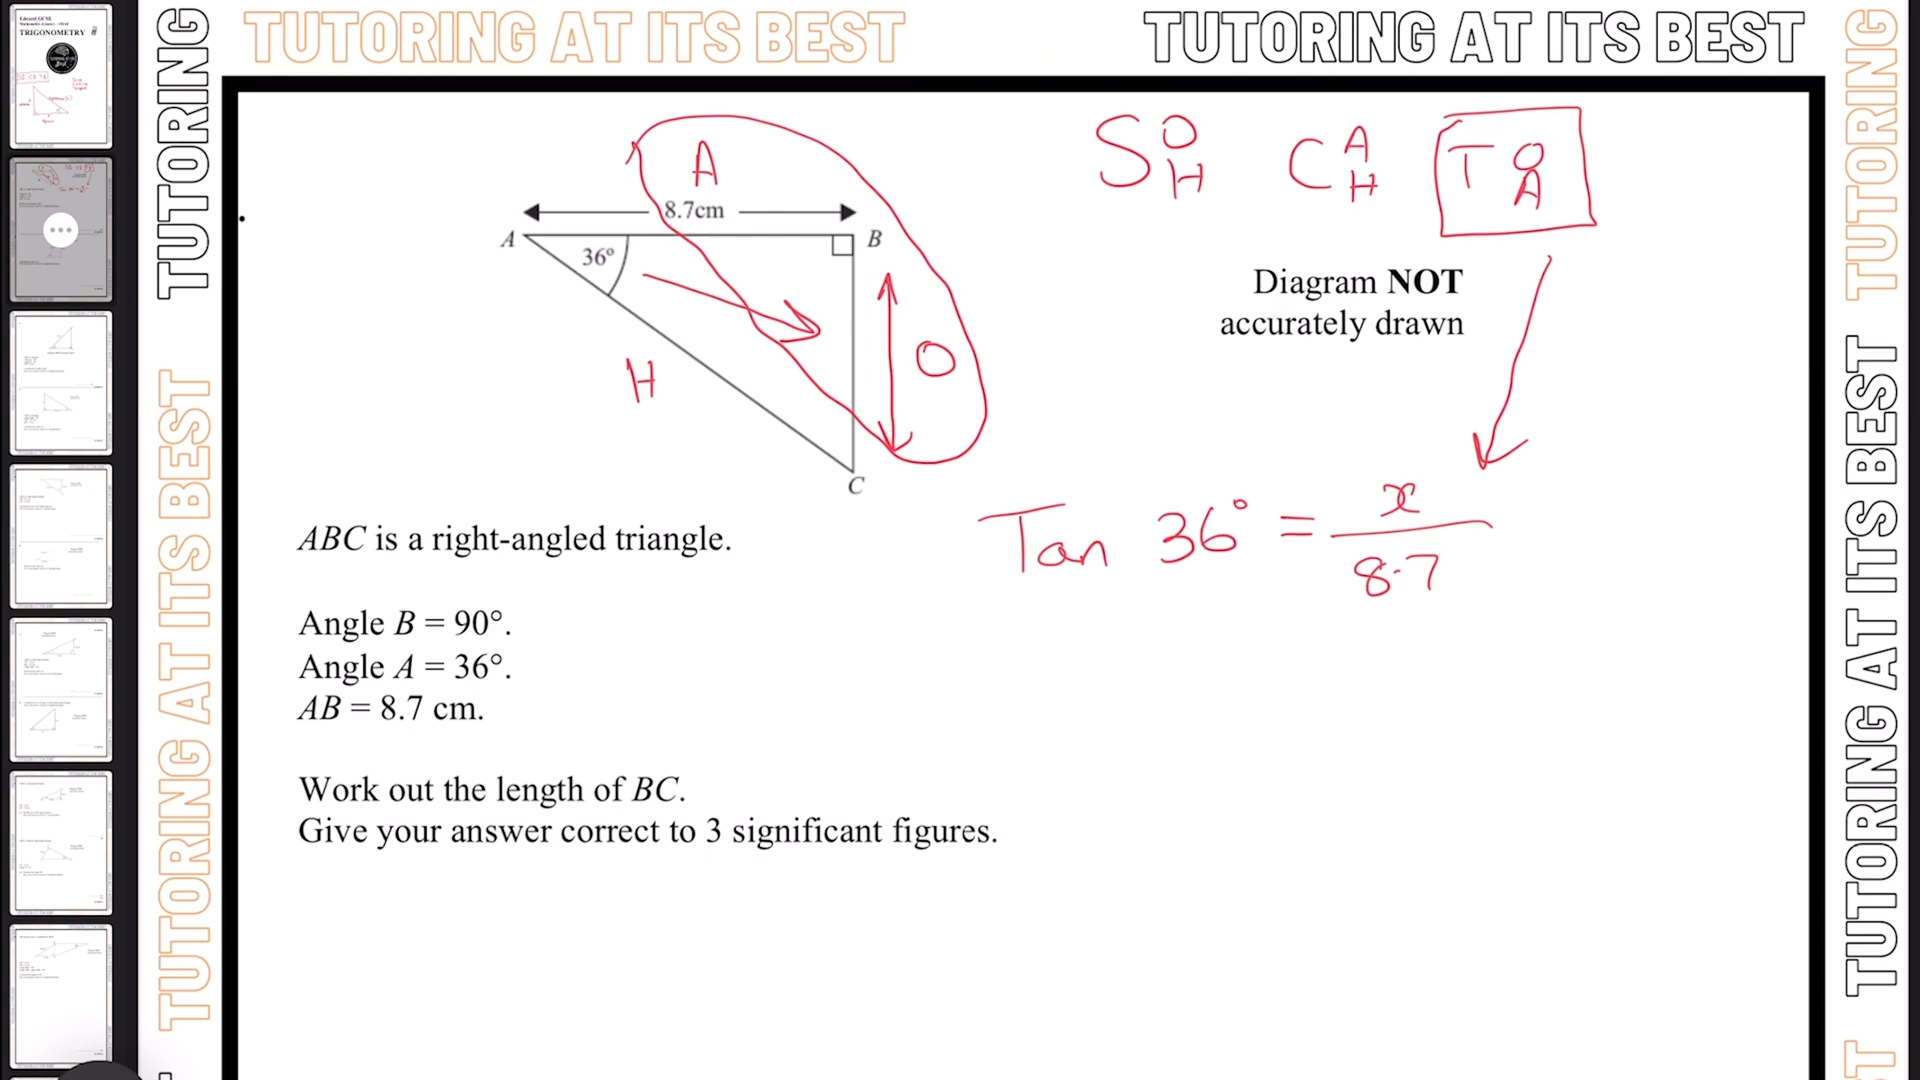 TUTORING AT ITS BEST TUTORING AT ITS BEST
TUTORING
TUTORING AT ITS BEST
TUTORING
TUTORING AT ITS BEST
Edexcel GCSE
TRIGONOMETRY
S O H C A H T O A
A
8.7cm
A
B
36°
O
H
C
Diagram NOT
accurately drawn
Tan 36° = x / 8.7
ABC is a right-angled triangle.
Angle B = 90°.
Angle A = 36°.
AB = 8.7 cm.
Work out the length of BC.
Give your answer correct to 3 significant figures.